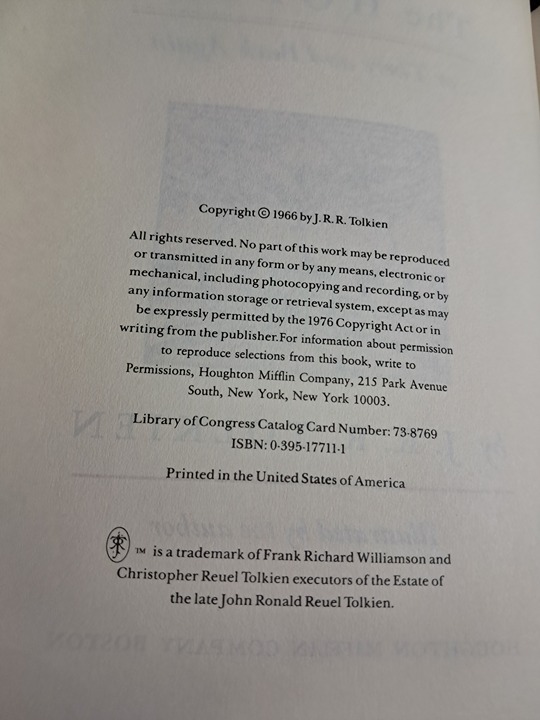 Copyright © 1966 by J. R. R. Tolkien
All rights reserved. No part of this work may be reproduced
or transmitted in any form or by any means, electronic or
mechanical, including photocopying and recording, or by
any information storage or retrieval system, except as may
be expressly permitted by the 1976 Copyright Act or in
writing from the publisher.For information about permission
to reproduce selections from this book, write to
Permissions, Houghton Mifflin Company, 215 Park Avenue
South, New York, New York 10003.
Library of Congress Catalog Card Number: 73-8769
ISBN: 0-395-17711-1
Printed in the United States of America
™ is a trademark of Frank Richard Williamson and
Christopher Reuel Tolkien executors of the Estate of
the late John Ronald Reuel Tolkien.